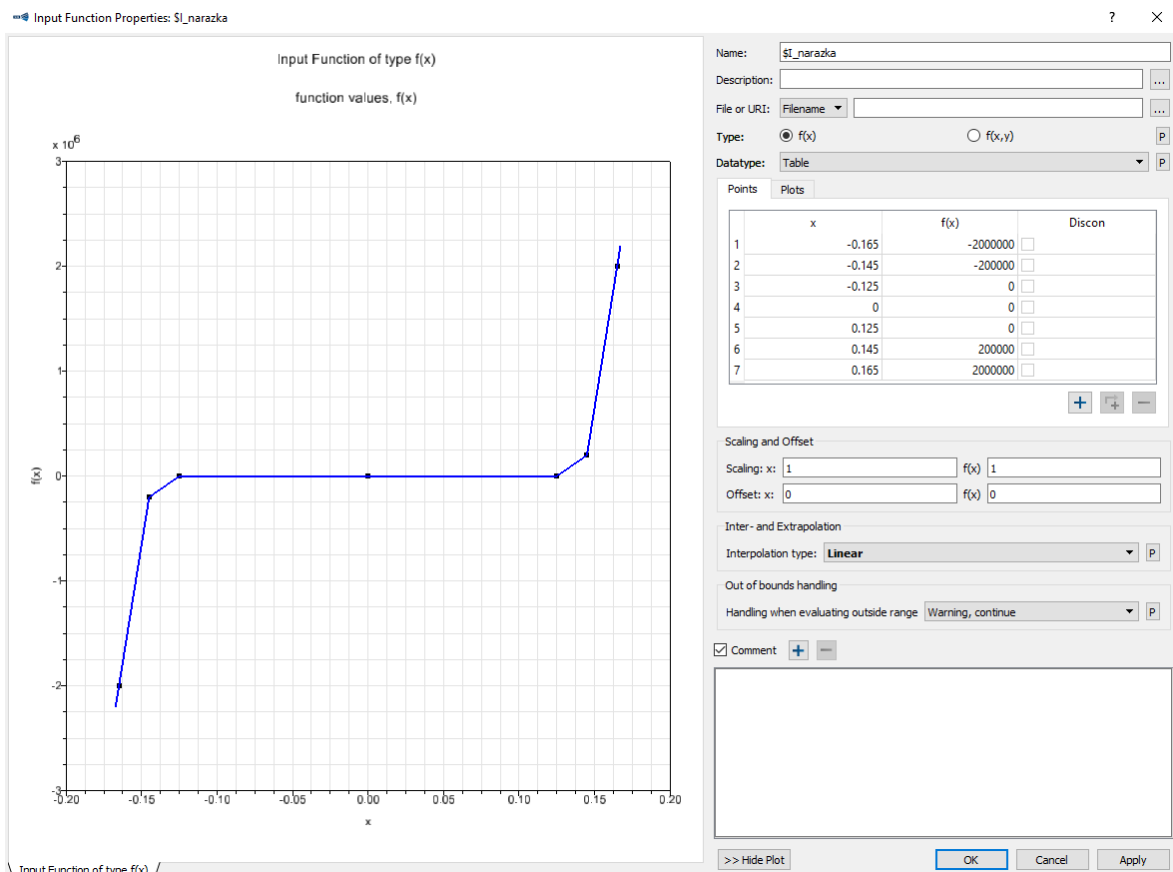 Input Function Properties: $I_narazka
?
Input Function of type f(x)
function values, f(x)
x 10^6
3
2
1
0
-1
-2
-3
f(x)
-0.20 -0.15 -0.10 -0.05 0.00 0.05 0.10 0.15 0.20
x
Input Function of type f(x)
Name: $I_narazka
Description: ...
File or URI: Filename ...
Type: f(x) f(x,y) P
Datatype: Table P
Points Plots
x f(x) Discon
1 -0.165 -2000000
2 -0.145 -200000
3 -0.125 0
4 0 0
5 0.125 0
6 0.145 200000
7 0.165 2000000
Scaling and Offset
Scaling: x: 1 f(x) 1
Offset: x: 0 f(x) 0
Inter- and Extrapolation
Interpolation type: Linear P
Out of bounds handling
Handling when evaluating outside range Warning, continue P
Comment
>> Hide Plot OK Cancel Apply